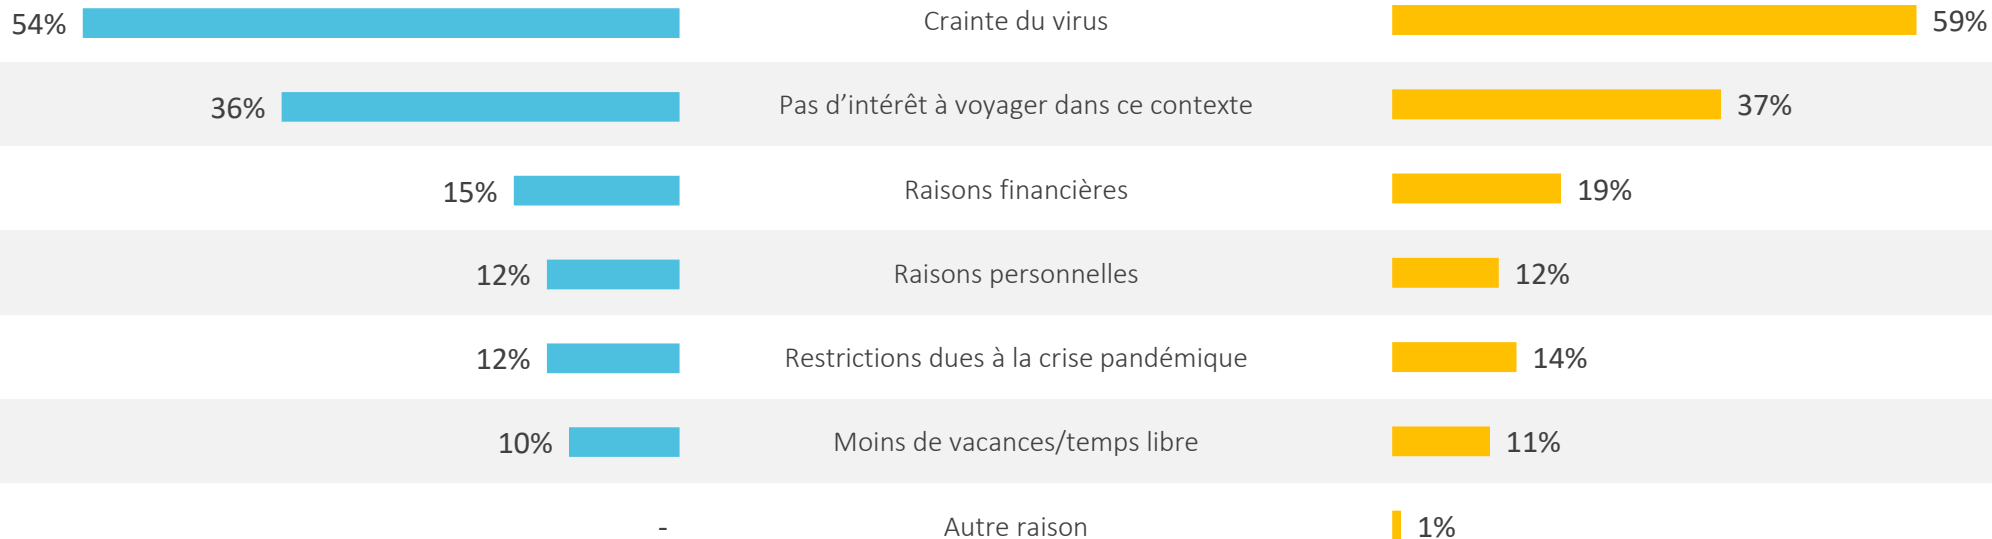 54% Crainte du virus 59%
36% Pas d’intérêt à voyager dans ce contexte 37%
15% Raisons financières 19%
12% Raisons personnelles 12%
12% Restrictions dues à la crise pandémique 14%
10% Moins de vacances/temps libre 11%
- Autre raison 1%